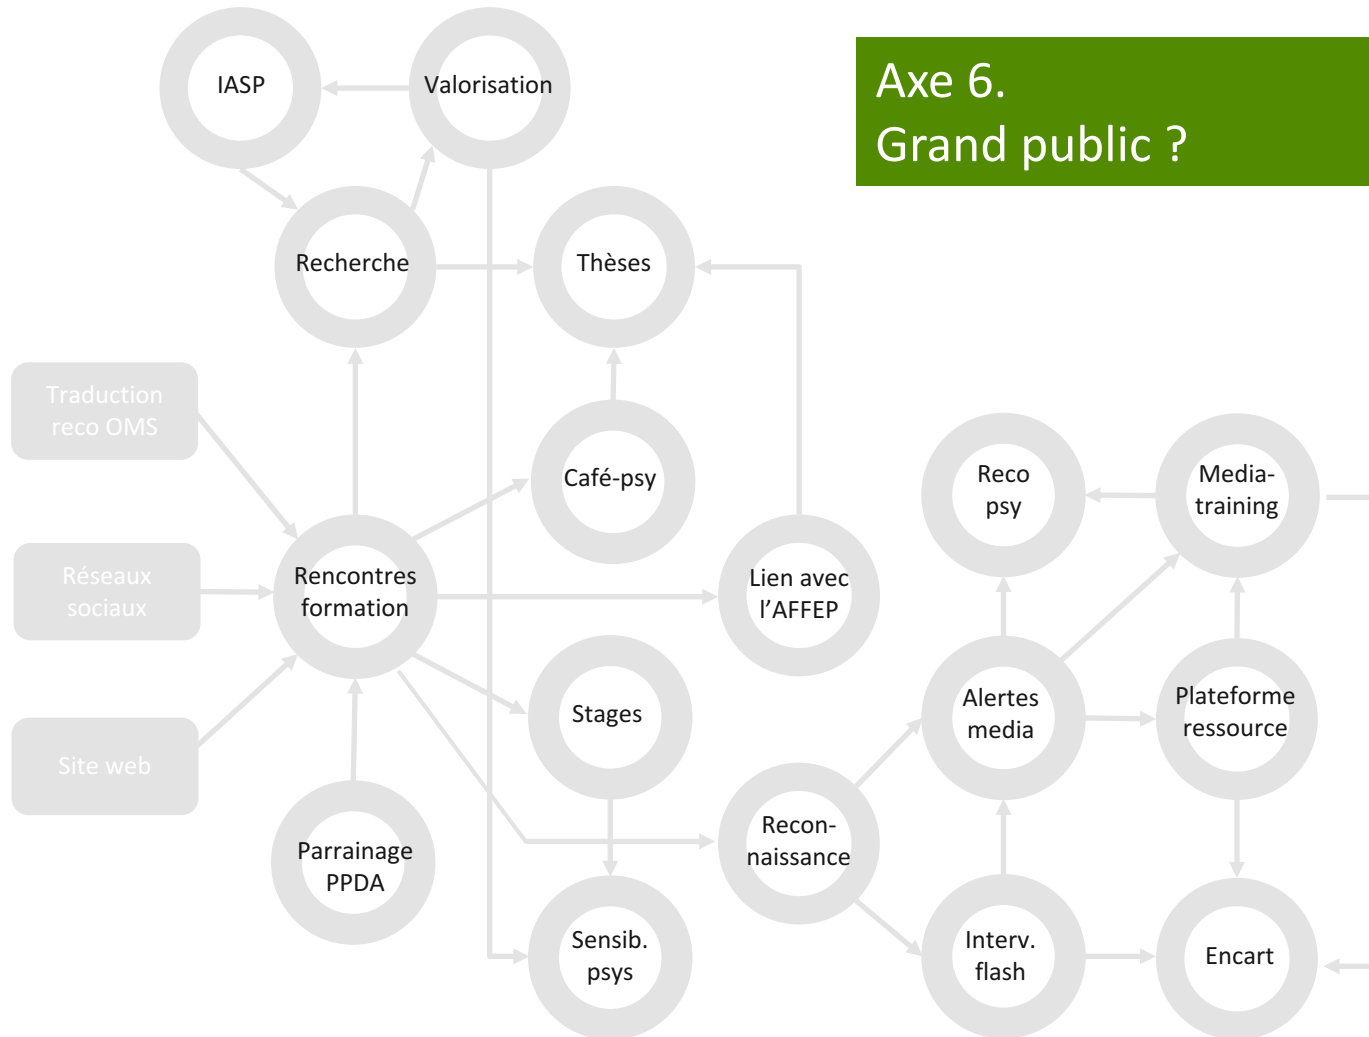 Axe 6.
Grand public ?
IASP
Valorisation
Recherche
Thèses
Traduction
reco OMS
Café-psy
Reco
psy
Media-
training
Réseaux
sociaux
Rencontres
formation
Lien avec
l'AFFEP
Site web
Stages
Alertes
media
Plateforme
ressource
Parrainage
PPDA
Recon-
naissance
Sensib.
psys
Interv.
flash
Encart